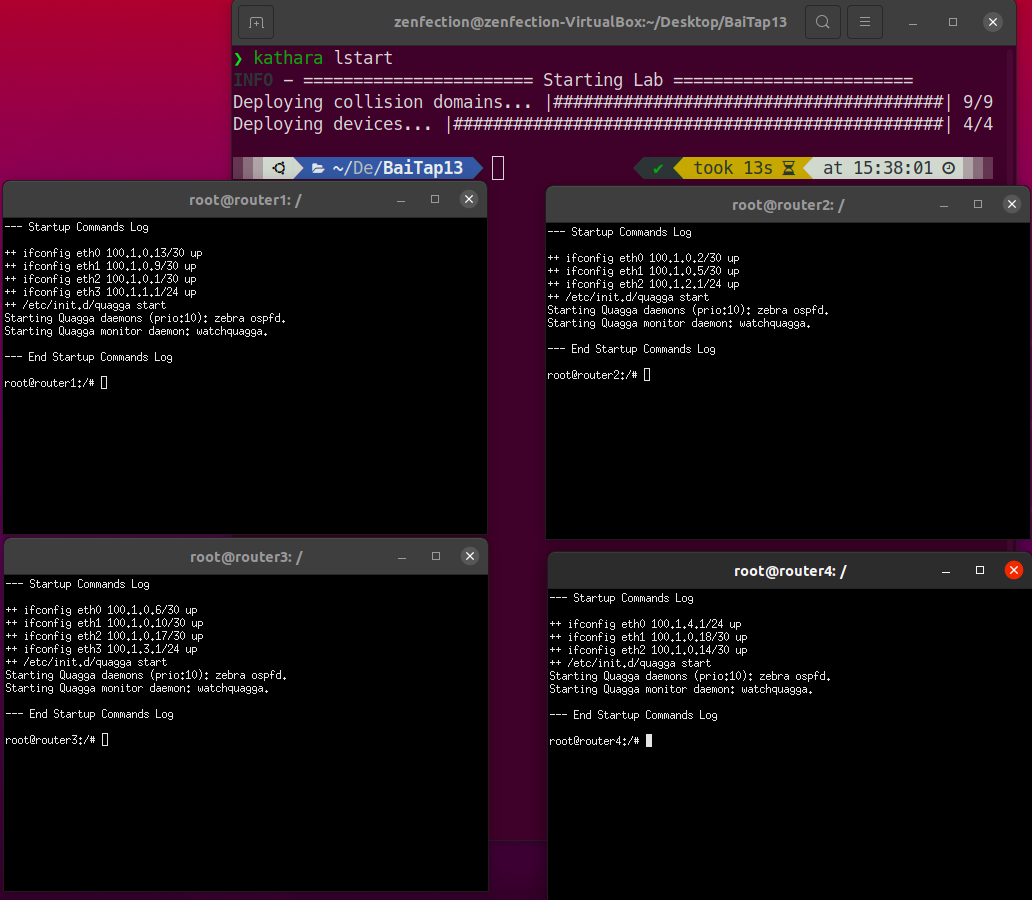 zenfection@zenfection-VirtualBox:~/Desktop/BaiTap13
❯ kathara lstart
INFO - ======================= Starting Lab ========================
Deploying collision domains... |#######################################| 9/9
Deploying devices... |#################################################| 4/4
~/De/BaiTap13 ✔ took 13s at 15:38:01
root@router1: /
--- Startup Commands Log
++ ifconfig eth0 100.1.0.13/30 up
++ ifconfig eth1 100.1.0.9/30 up
++ ifconfig eth2 100.1.0.1/30 up
++ ifconfig eth3 100.1.1.1/24 up
++ /etc/init.d/quagga start
Starting Quagga daemons (prio:10): zebra ospfd.
Starting Quagga monitor daemon: watchquagga.
--- End Startup Commands Log
root@router1:/#
root@router2: /
--- Startup Commands Log
++ ifconfig eth0 100.1.0.2/30 up
++ ifconfig eth1 100.1.0.5/30 up
++ ifconfig eth2 100.1.2.1/24 up
++ /etc/init.d/quagga start
Starting Quagga daemons (prio:10): zebra ospfd.
Starting Quagga monitor daemon: watchquagga.
--- End Startup Commands Log
root@router2:/#
root@router3: /
--- Startup Commands Log
++ ifconfig eth0 100.1.0.6/30 up
++ ifconfig eth1 100.1.0.10/30 up
++ ifconfig eth2 100.1.0.17/30 up
++ ifconfig eth3 100.1.3.1/24 up
++ /etc/init.d/quagga start
Starting Quagga daemons (prio:10): zebra ospfd.
Starting Quagga monitor daemon: watchquagga.
--- End Startup Commands Log
root@router3:/#
root@router4: /
--- Startup Commands Log
++ ifconfig eth0 100.1.4.1/24 up
++ ifconfig eth1 100.1.0.18/30 up
++ ifconfig eth2 100.1.0.14/30 up
++ /etc/init.d/quagga start
Starting Quagga daemons (prio:10): zebra ospfd.
Starting Quagga monitor daemon: watchquagga.
--- End Startup Commands Log
root@router4:/#